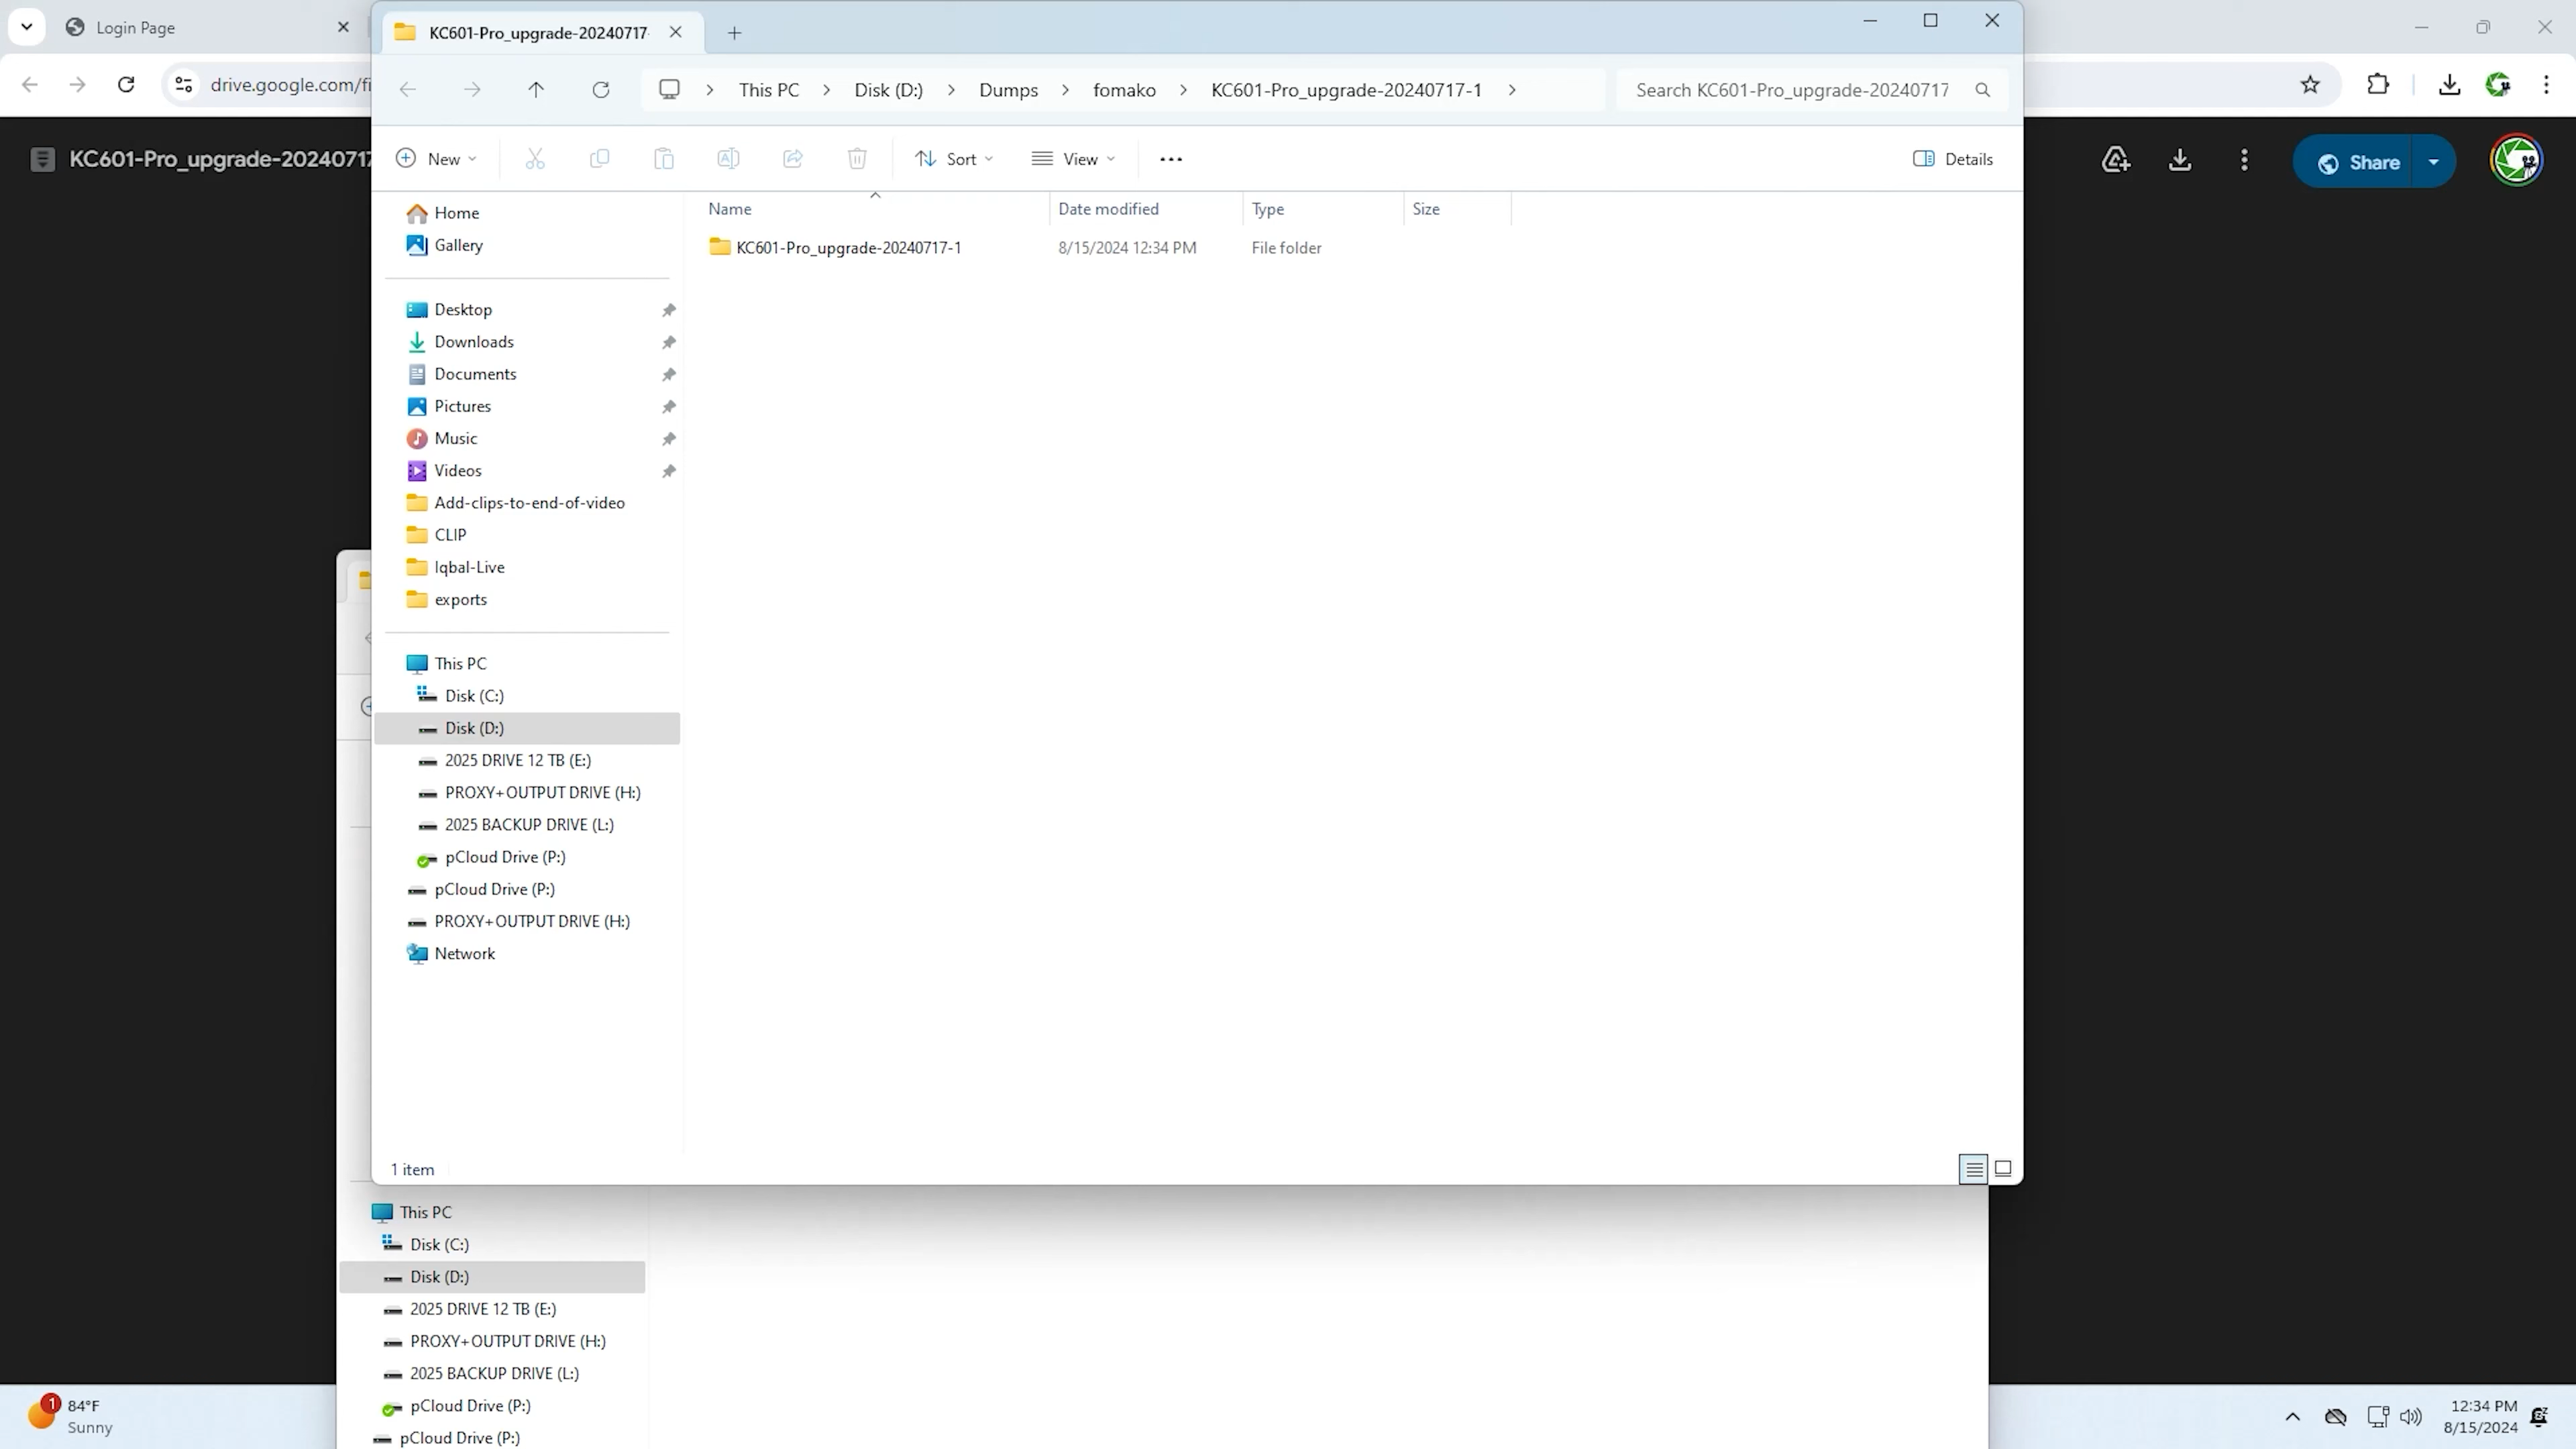 Login Page
drive.google.com/fi
KC601-Pro_upgrade-20240717
KC601-Pro_upgrade-20240717
This PC
Disk (D:)
Dumps
fomako
KC601-Pro_upgrade-20240717-1
Search KC601-Pro_upgrade-20240717
New
Sort
View
Details
Share
Name
Date modified
Type
Size
KC601-Pro_upgrade-20240717-1
8/15/2024 12:34 PM
File folder
Home
Gallery
Desktop
Downloads
Documents
Pictures
Music
Videos
Add-clips-to-end-of-video
CLIP
Iqbal-Live
exports
This PC
Disk (C:)
Disk (D:)
2025 DRIVE 12 TB (E:)
PROXY+OUTPUT DRIVE (H:)
2025 BACKUP DRIVE (L:)
pCloud Drive (P:)
pCloud Drive (P:)
PROXY+OUTPUT DRIVE (H:)
Network
1 item
This PC
Disk (C:)
Disk (D:)
2025 DRIVE 12 TB (E:)
PROXY+OUTPUT DRIVE (H:)
2025 BACKUP DRIVE (L:)
pCloud Drive (P:)
pCloud Drive (P:)
1
84°F
Sunny
12:34 PM
8/15/2024